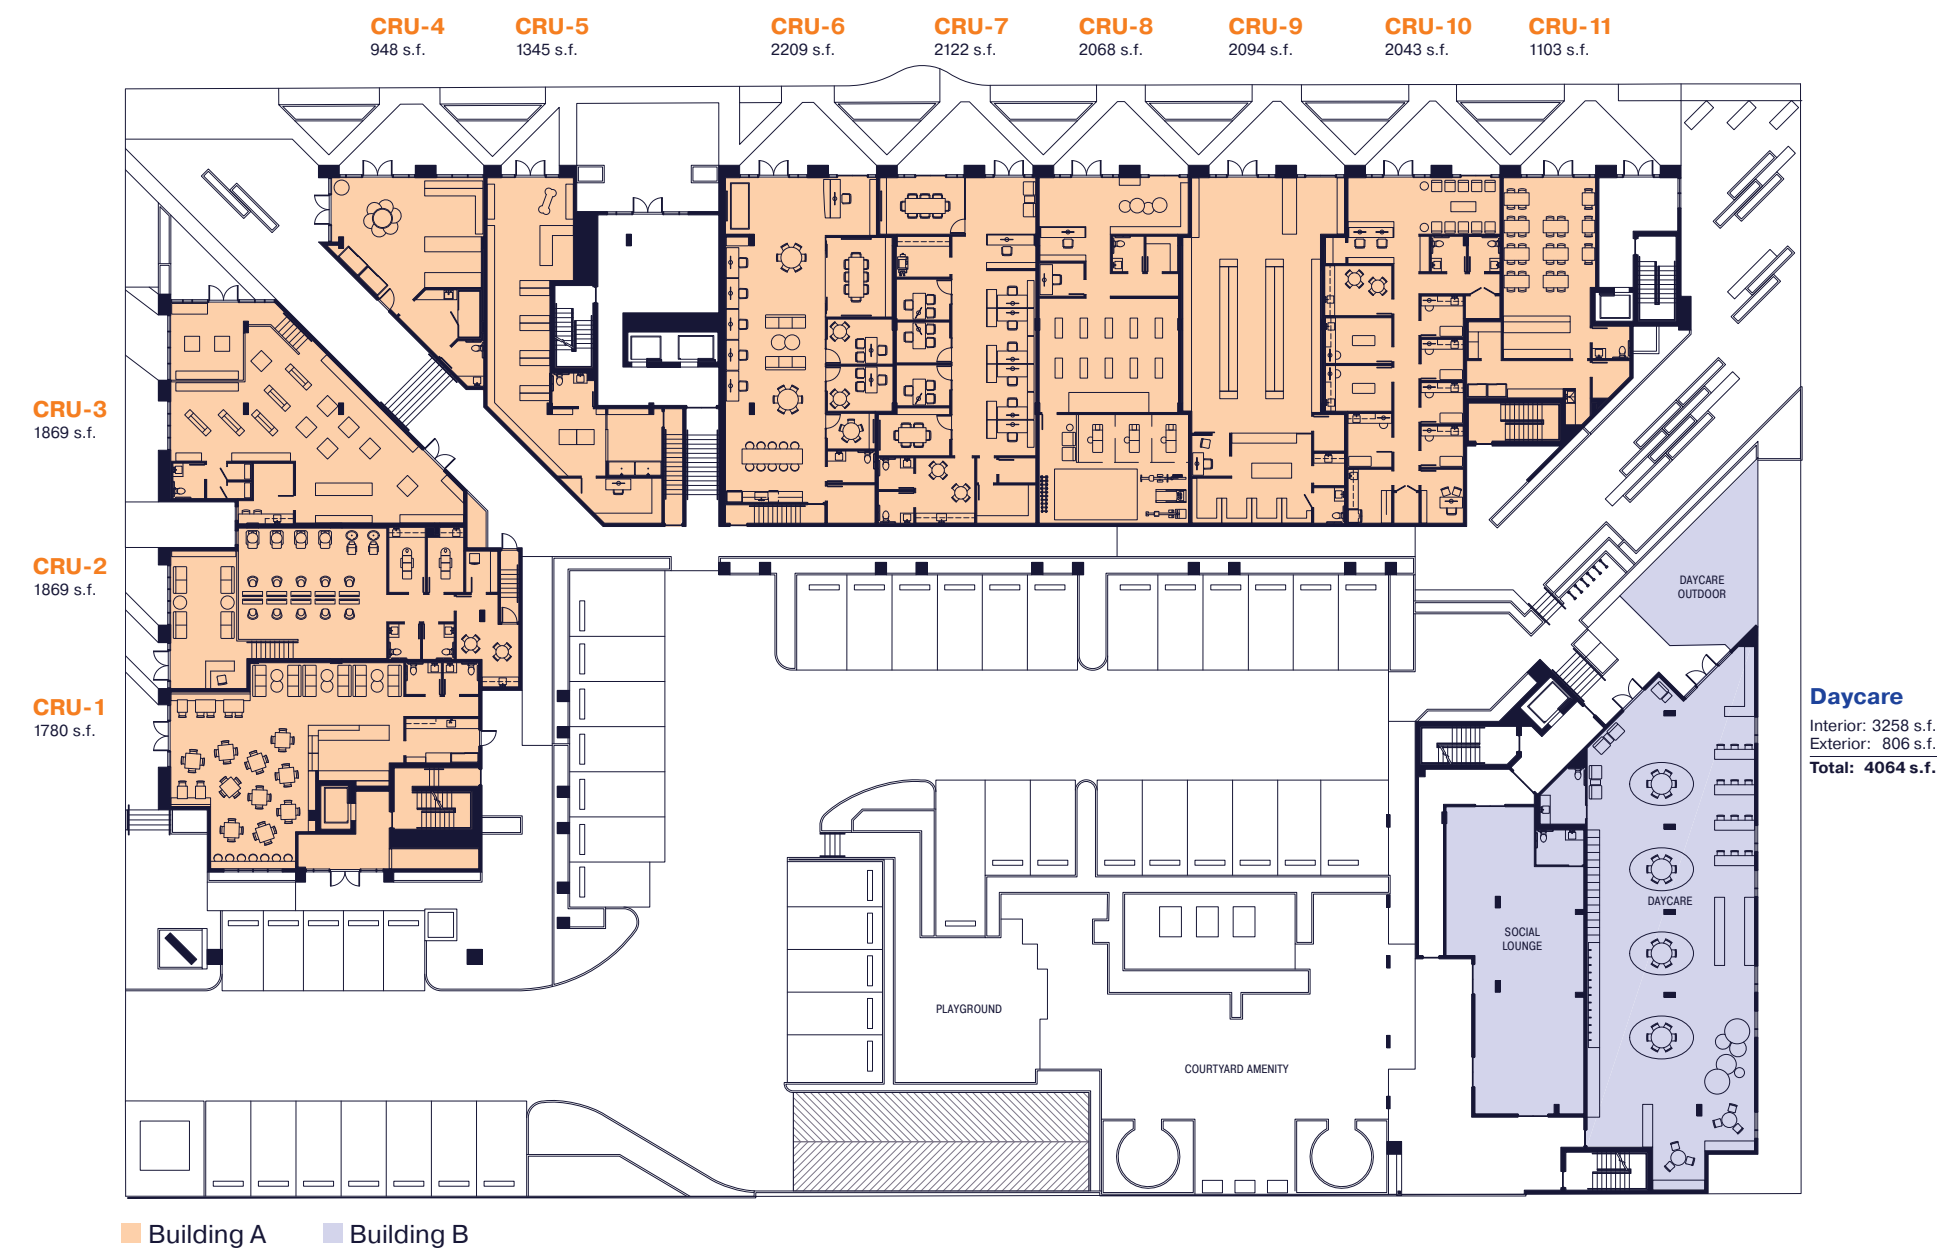 CRU-4
948 s.f.
CRU-5
1345 s.f.
CRU-6
2209 s.f.
CRU-7
2122 s.f.
CRU-8
2068 s.f.
CRU-9
2094 s.f.
CRU-10
2043 s.f.
CRU-11
1103 s.f.
CRU-3
1869 s.f.
CRU-2
1869 s.f.
CRU-1
1780 s.f.
DAYCARE
OUTDOOR
Daycare
Interior: 3258 s.f.
Exterior: 806 s.f.
Total: 4064 s.f.
DAYCARE
SOCIAL
LOUNGE
PLAYGROUND
COURTYARD AMENITY
Building A
Building B